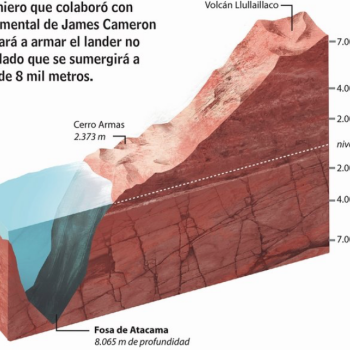 niero que colaboró con
mental de James Cameron
ará a armar el lander no
lado que se sumergirá a
de 8 mil metros.
Volcán Llullaillaco
7.00
Cerro Armas
2.373 m
4.00
2.00
nive
2.00
4.00
7.00
Fosa de Atacama
8.065 m de profundidad